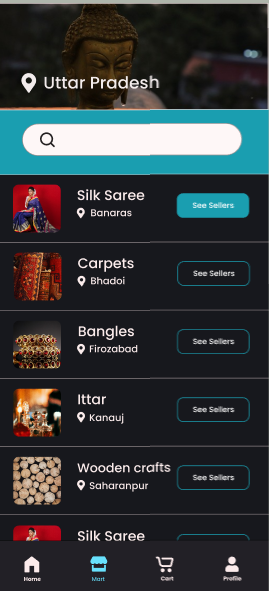 Uttar Pradesh
Silk Saree
Banaras
See Sellers
Carpets
Bhadoi
See Sellers
Bangles
Firozabad
See Sellers
Ittar
Kanauj
See Sellers
Wooden crafts
Saharanpur
See Sellers
Silk Saree
Home
Mart
Cart
Profile